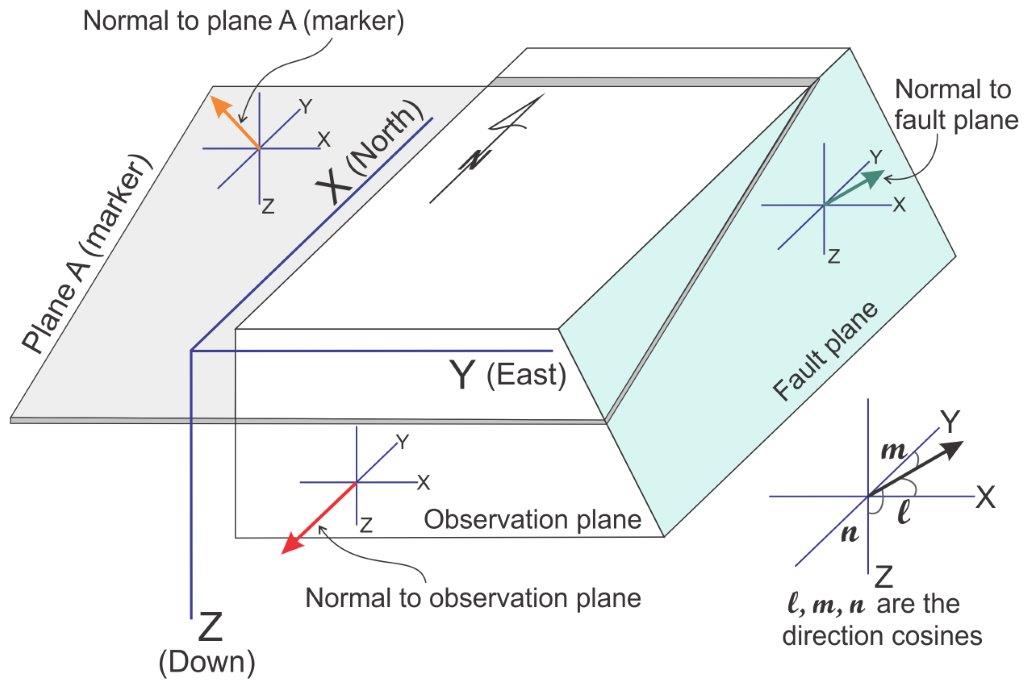 Normal to plane A (marker)
Y
X
Z
Plane A (marker)
X (North)
N
Normal to
fault plane
Y
X
Z
Y (East)
Fault plane
Y
X
Z
Observation plane
Normal to observation plane
Z
(Down)
Y
m
X
l
n
Z
l, m, n are the
direction cosines